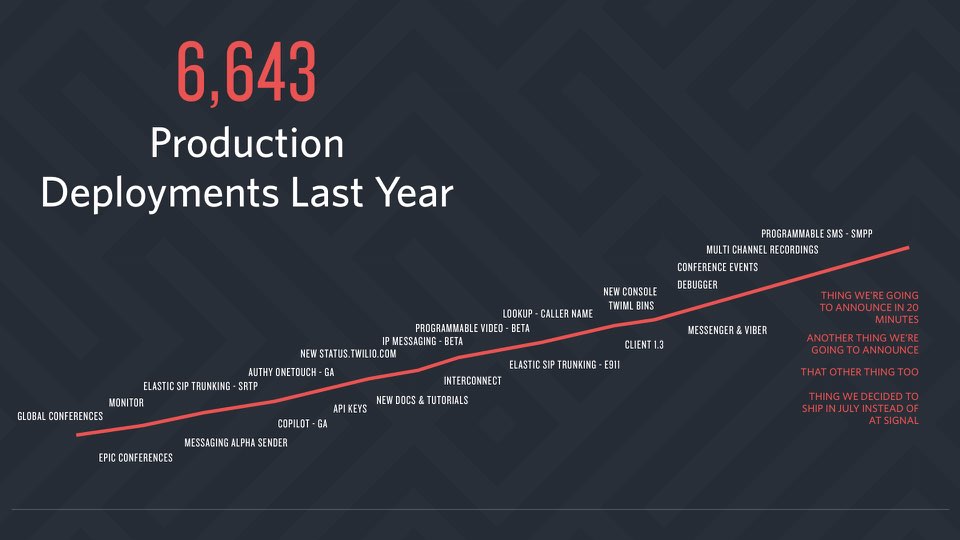 6,643
Production
Deployments Last Year
PROGRAMMABLE SMS - SMPP
MULTI CHANNEL RECORDINGS
CONFERENCE EVENTS
DEBUGGER
NEW CONSOLE
TWIML BINS
LOOKUP - CALLER NAME
PROGRAMMABLE VIDEO - BETA
IP MESSAGING - BETA
NEW STATUS.TWILIO.COM
AUTHY ONETOUCH - GA
ELASTIC SIP TRUNKING - SRTP
MONITOR
GLOBAL CONFERENCES
EPIC CONFERENCES
MESSAGING ALPHA SENDER
COPILOT - GA
API KEYS
NEW DOCS & TUTORIALS
INTERCONNECT
ELASTIC SIP TRUNKING - E911
CLIENT 1.3
MESSENGER & VIBER
THING WE'RE GOING
TO ANNOUNCE IN 20
MINUTES
ANOTHER THING WE'RE
GOING TO ANNOUNCE
THAT OTHER THING TOO
THING WE DECIDED TO
SHIP IN JULY INSTEAD OF
AT SIGNAL